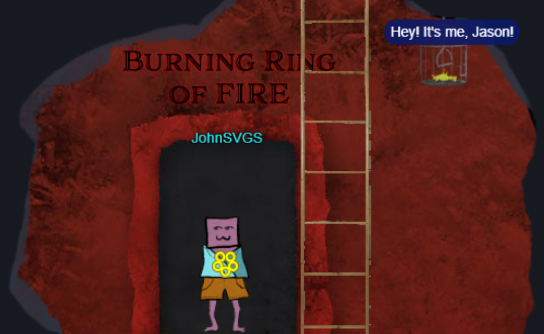 Hey! It's me, Jason!
Burning Ring
of FIRE
JohnSVGS